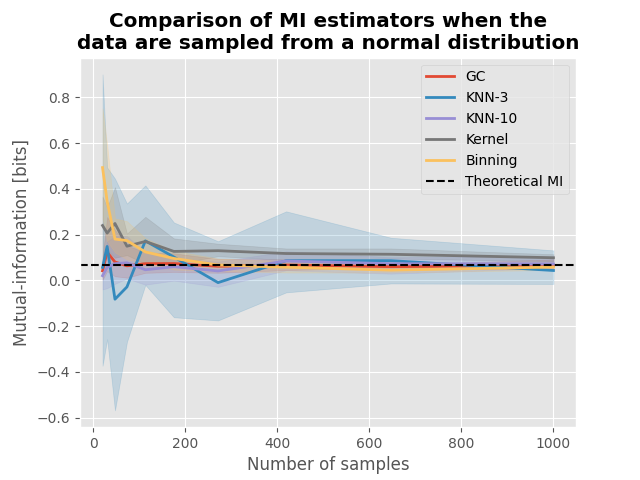 Comparison of MI estimators when the
data are sampled from a normal distribution
GC
KNN-3
KNN-10
Kernel
Binning
Theoretical MI
Mutual-information [bits]
0.8
0.6
0.4
0.2
0.0
−0.2
−0.4
−0.6
0 200 400 600 800 1000
Number of samples